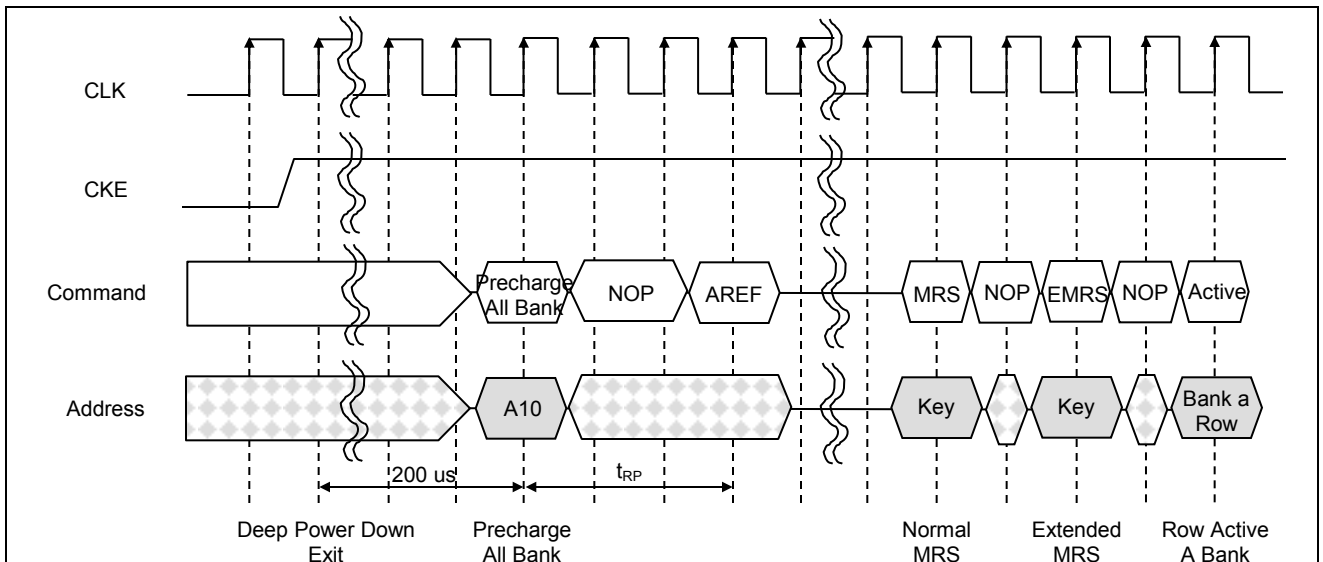 CLK
CKE
Command
Precharge
All Bank
NOP
AREF
MRS
NOP
EMRS
NOP
Active
Address
A10
Key
Key
Bank a
Row
200 us
tRP
Deep Power Down
Exit
Precharge
All Bank
Normal
MRS
Extended
MRS
Row Active
A Bank